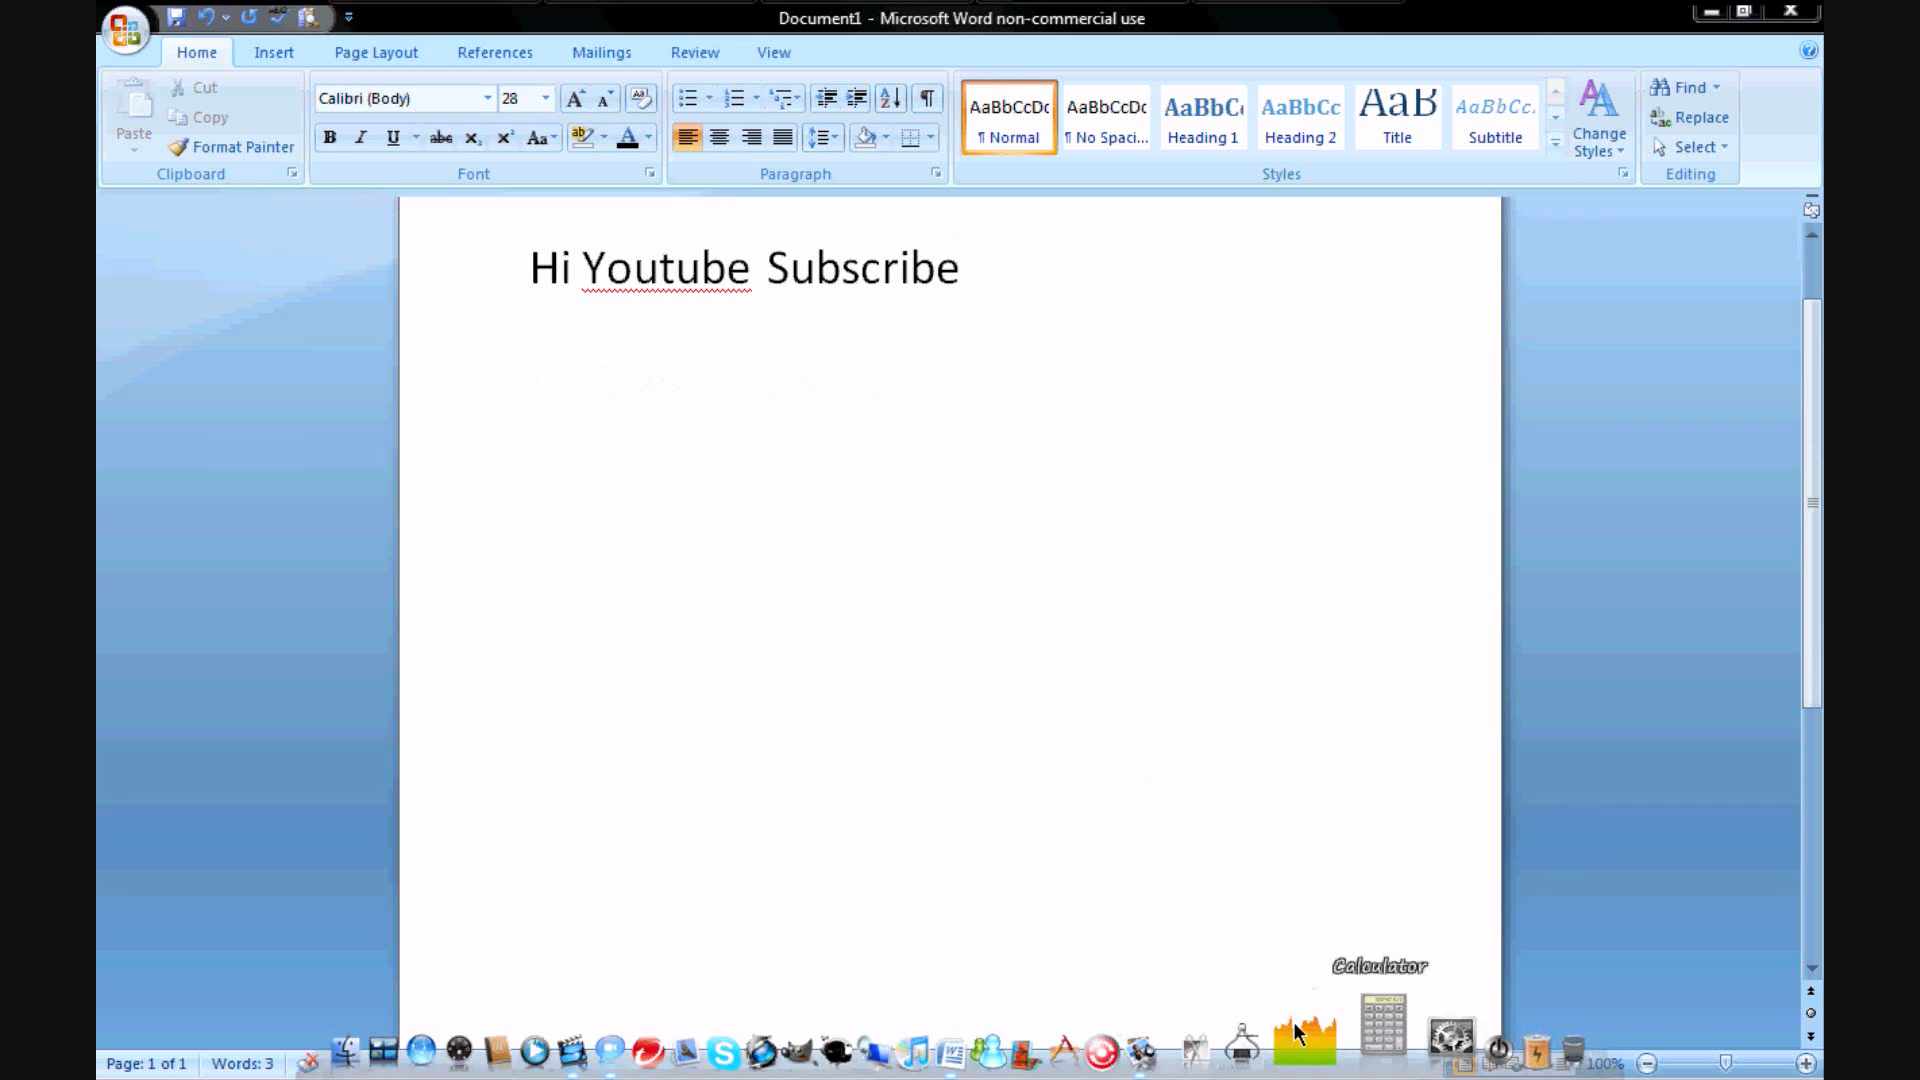 Document1 - Microsoft Word non-commercial use
Home Insert Page Layout References Mailings Review View
Paste
Cut
Copy
Format Painter
Clipboard
Calibri (Body) 28
Font
Paragraph
AaBbCcDc AaBbCcDc AaBbC AaBbCc AaB AaBbCc.
¶ Normal ¶ No Spaci... Heading 1 Heading 2 Title Subtitle
Change Styles
Styles
Find
Replace
Select
Editing
Hi Youtube Subscribe
Calculator
Page: 1 of 1 Words: 3 100%